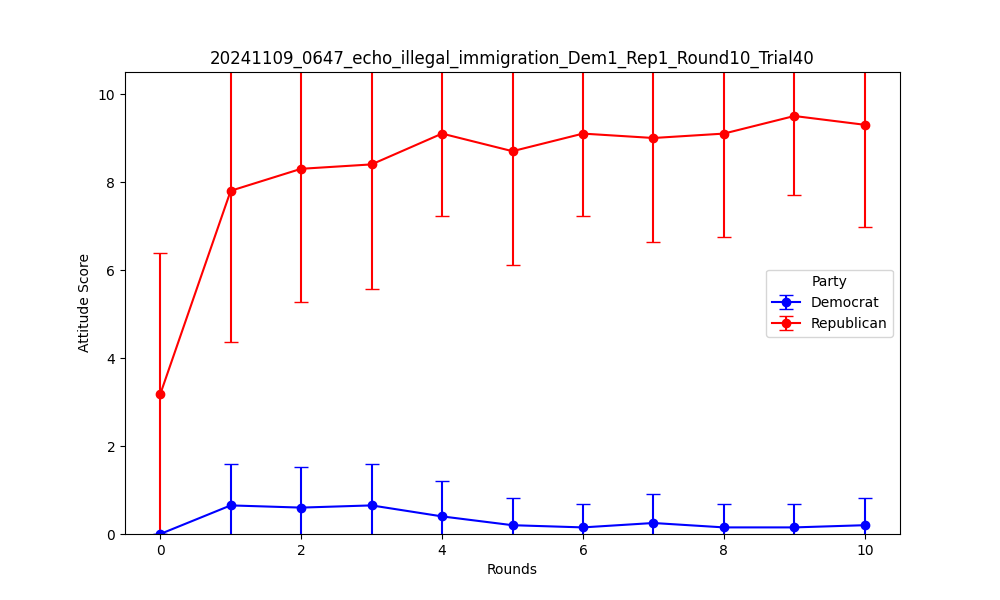 20241109_0647_echo_illegal_immigration_Dem1_Rep1_Round10_Trial40
Attitude Score
10
8
6
4
2
0
Party
Democrat
Republican
0 2 4 6 8 10
Rounds